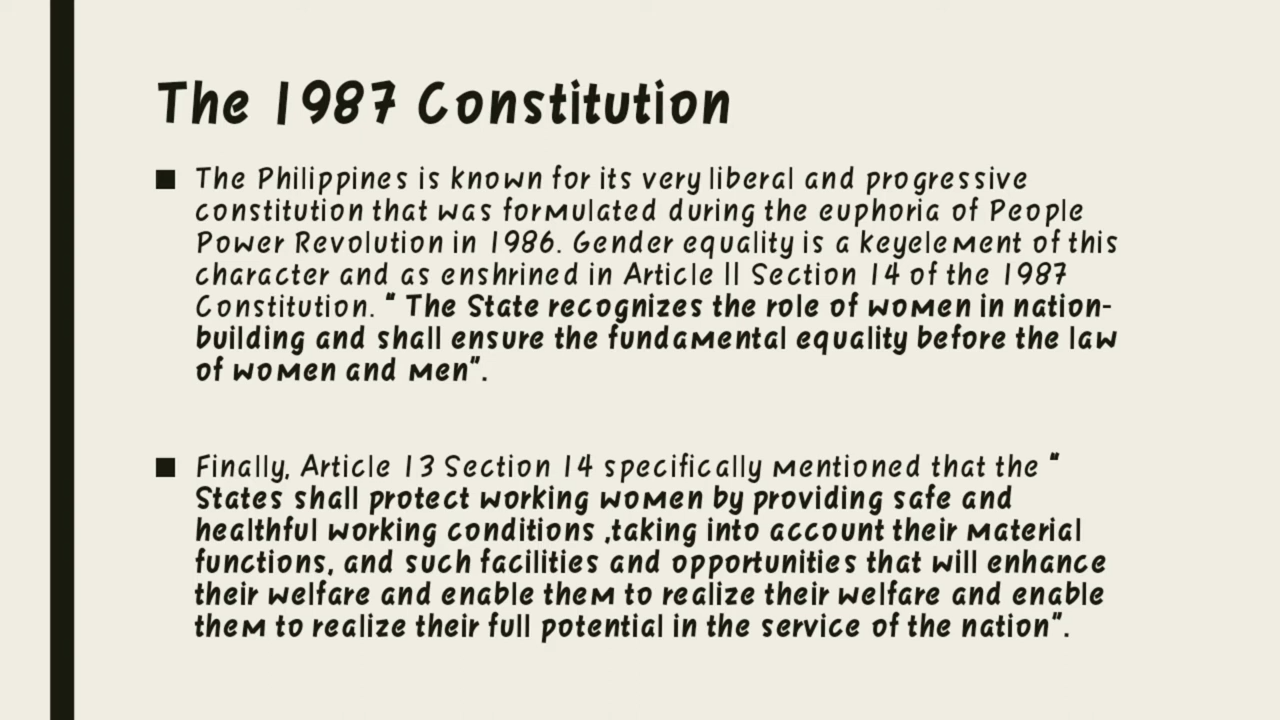 The 1987 Constitution
■ The Philippines is known for its very liberal and progressive
constitution that was formulated during the euphoria of People
Power Revolution in 1986. Gender equality is a keyelement of this
character and as enshrined in Article II Section 14 of the 1987
Constitution. " The State recognizes the role of women in nation-
building and shall ensure the fundamental equality before the law
of women and men".
■ Finally, Article 13 Section 14 specifically mentioned that the "
States shall protect working women by providing safe and
healthful working conditions ,taking into account their material
functions, and such facilities and opportunities that will enhance
their welfare and enable them to realize their welfare and enable
them to realize their full potential in the service of the nation".